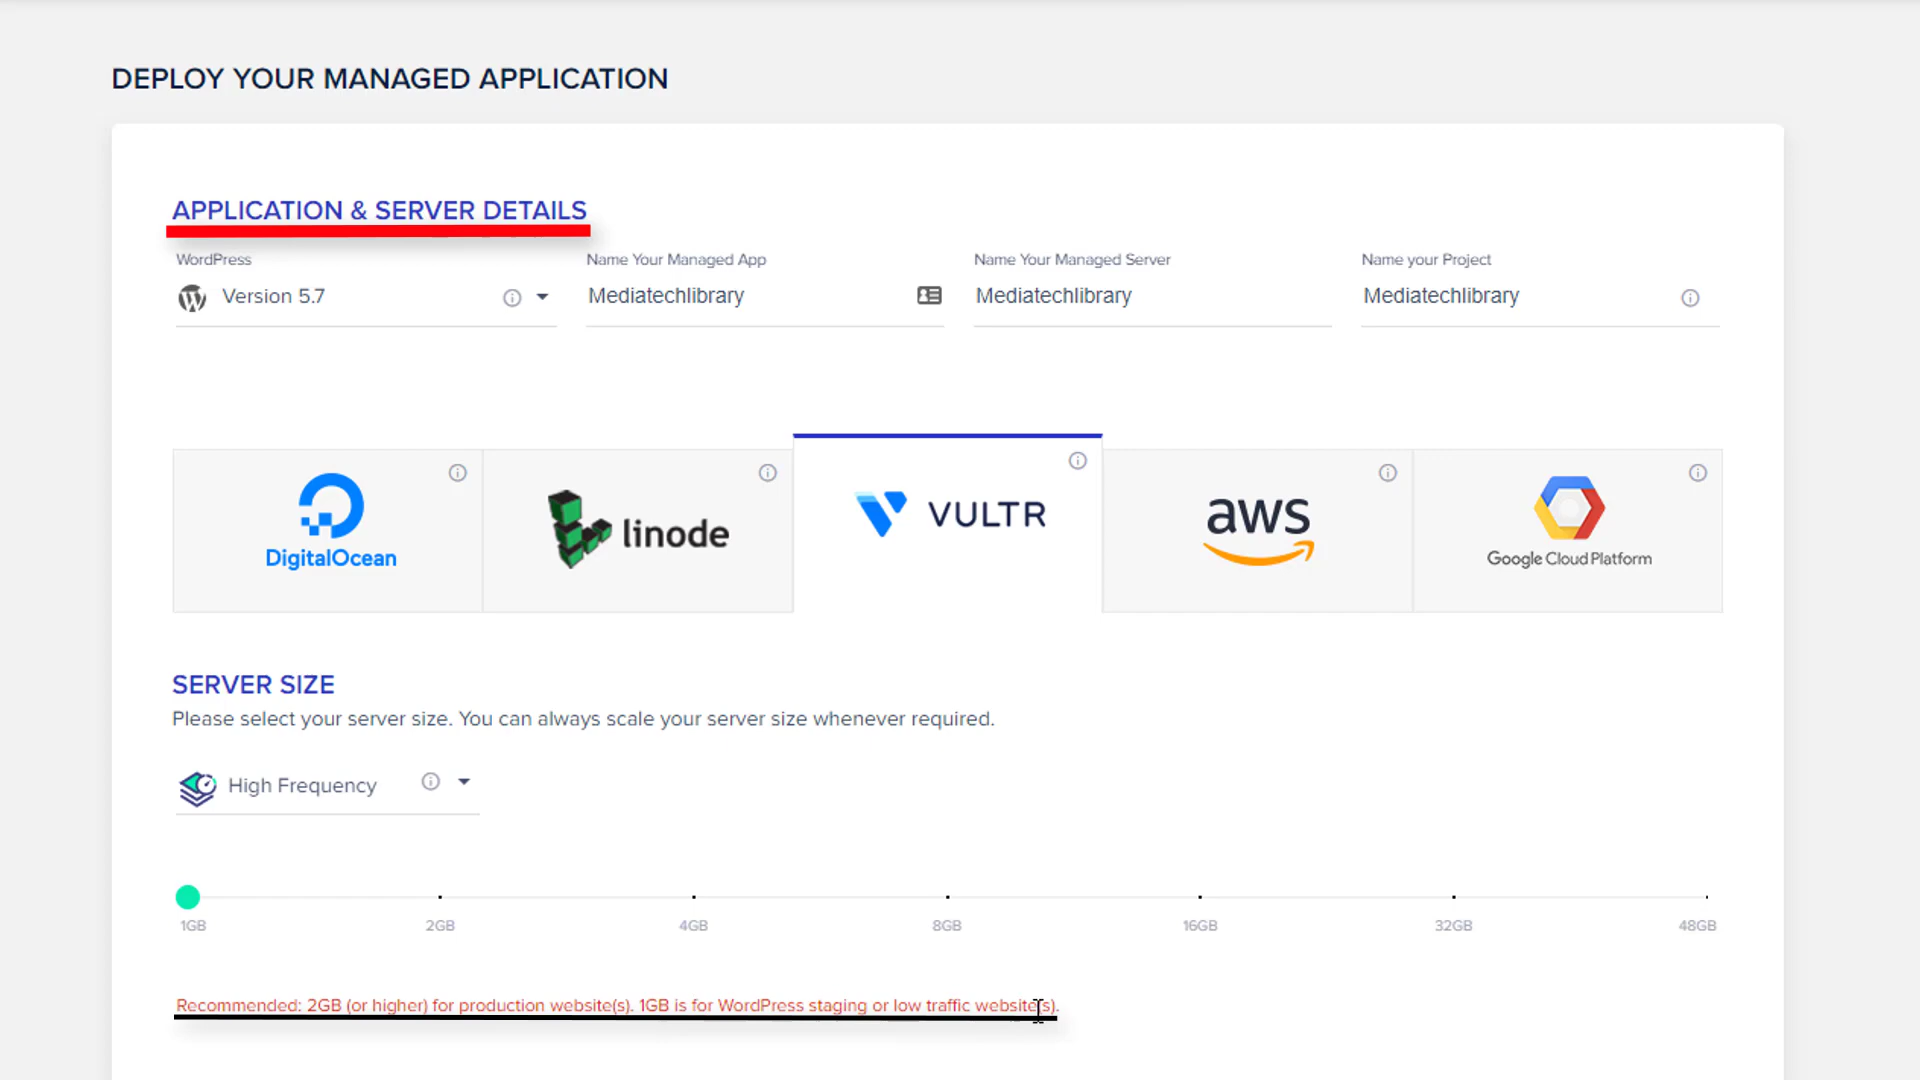 DEPLOY YOUR MANAGED APPLICATION
APPLICATION & SERVER DETAILS
WordPress
Version 5.7
Name Your Managed App
Mediatechlibrary
Name Your Managed Server
Mediatechlibrary
Name your Project
Mediatechlibrary
DigitalOcean
linode
VULTR
aws
Google Cloud Platform
SERVER SIZE
Please select your server size. You can always scale your server size whenever required.
High Frequency
1GB 2GB 4GB 8GB 16GB 32GB 48GB
Recommended: 2GB (or higher) for production website(s). 1GB is for WordPress staging or low traffic website(s).